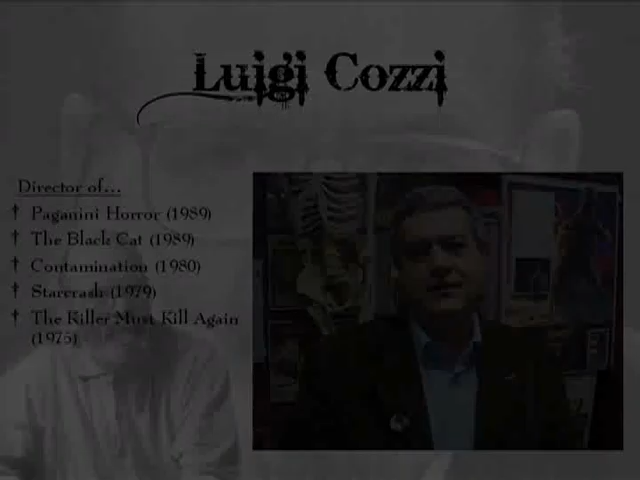 Luigi Cozzi
Director of...
† Paganini Horror (1989)
† The Black Cat (1989)
† Contamination (1980)
† Starcrash (1979)
† The Killer Must Kill Again
(1975)